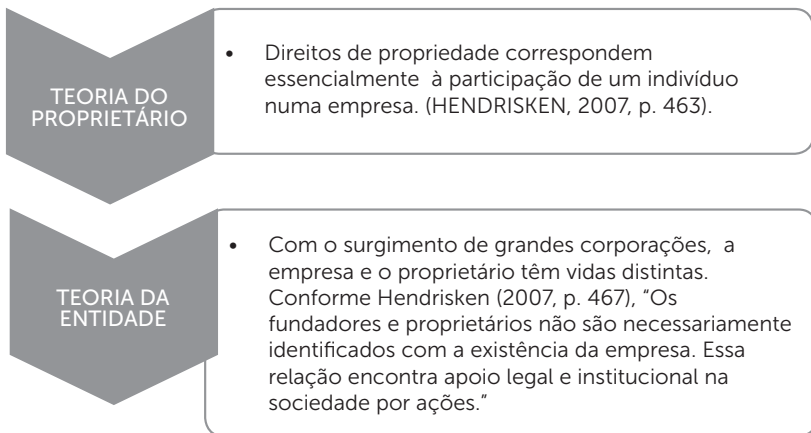 TEORIA DO
PROPRIETÁRIO
• Direitos de propriedade correspondem
essencialmente à participação de um indivíduo
numa empresa. (HENDRISKEN, 2007, p. 463).
TEORIA DA
ENTIDADE
• Com o surgimento de grandes corporações, a
empresa e o proprietário têm vidas distintas.
Conforme Hendrisken (2007, p. 467), “Os
fundadores e proprietários não são necessariamente
identificados com a existência da empresa. Essa
relação encontra apoio legal e institucional na
sociedade por ações.”